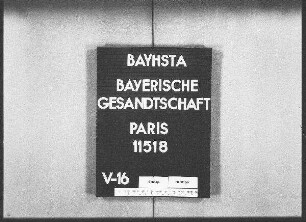 BAYHSTA
BAYERISCHE
GESANDTSCHAFT
PARIS
11518
V-16